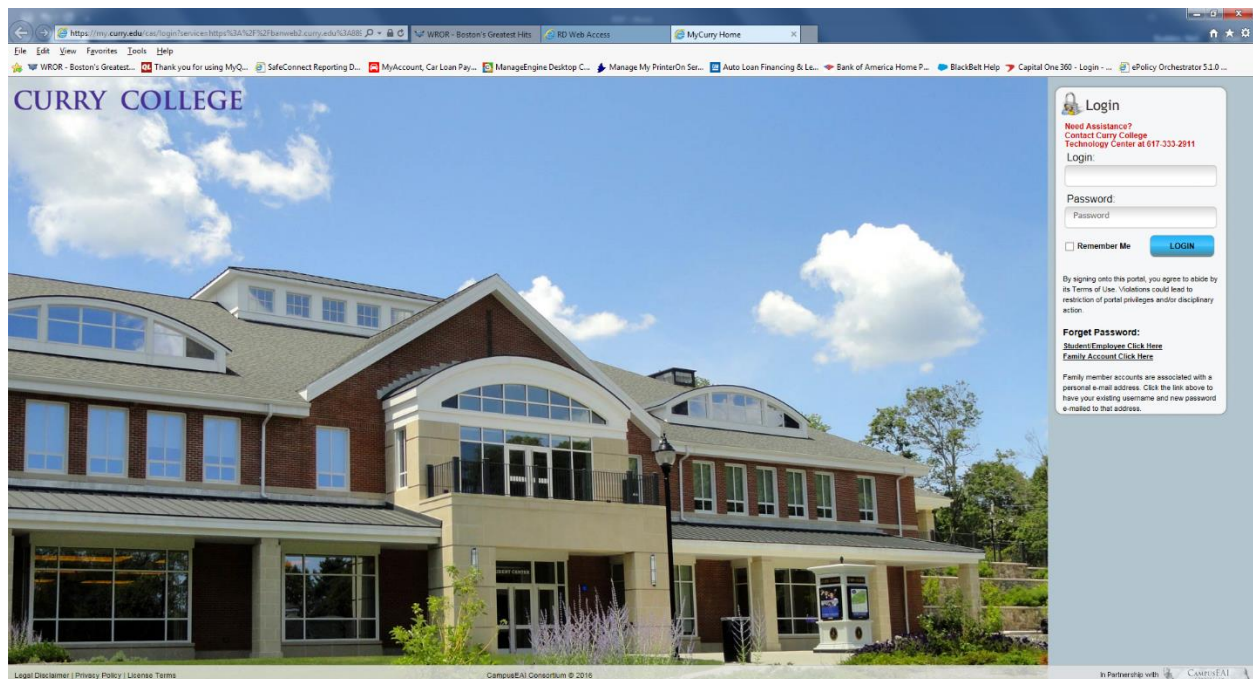 https://my.curry.edu/cas/login?service=https%3A%2F%2Fbanweb2.curry.edu%3A888
WROR - Boston's Greatest Hits
RD Web Access
MyCurry Home
File Edit View Favorites Tools Help
WROR - Boston's Greatest... Thank you for using MyQ... SafeConnect Reporting D... MyAccount, Car Loan Pay... ManageEngine Desktop C... Manage My PrinterOn Ser... Auto Loan Financing & Le... Bank of America Home P... BlackBelt Help Capital One 360 - Login - ... ePolicy Orchestrator 5.1.0 ...
CURRY COLLEGE
Login
Need Assistance?
Contact Curry College
Technology Center at 617-333-2911
Login:
Password:
Password
Remember Me LOGIN
By signing onto this portal, you agree to abide by
its Terms of Use. Violations could lead to
restriction of portal privileges and/or disciplinary
action.
Forget Password:
Student/Employee Click Here
Family Account Click Here
Family member accounts are associated with a
personal e-mail address. Click the link above to
have your existing username and new password
e-mailed to that address.
STUDENT CENTER
Legal Disclaimer | Privacy Policy | License Terms
CampusEAI Consortium © 2016
In Partnership with CAMPUSEAI